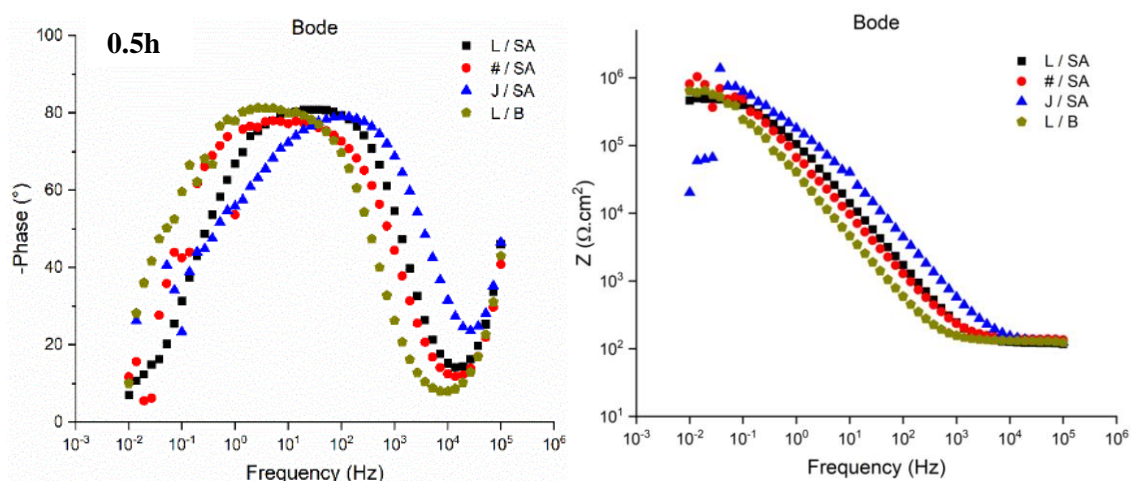 Bode
0.5h
L / SA
# / SA
J / SA
L / B
-Phase (°)
100
80
60
40
20
0
10-3
10-2
10-1
100
101
102
103
104
105
106
Frequency (Hz)
Bode
L / SA
# / SA
J / SA
L / B
Z (Ω.cm2)
106
105
104
103
102
101
10-3
10-2
10-1
100
101
102
103
104
105
106
Frequency (Hz)